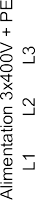 Alimentation 3x400V + PE
L1 L2 L3